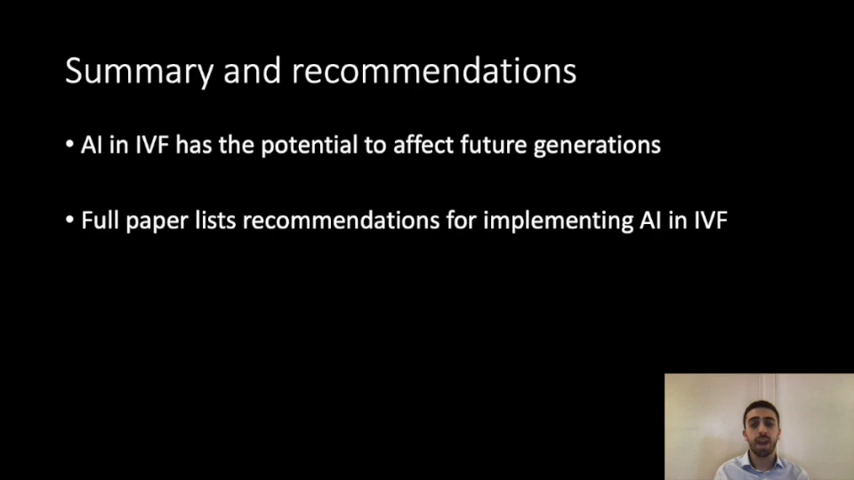 Summary and recommendations
• AI in IVF has the potential to affect future generations
• Full paper lists recommendations for implementing AI in IVF